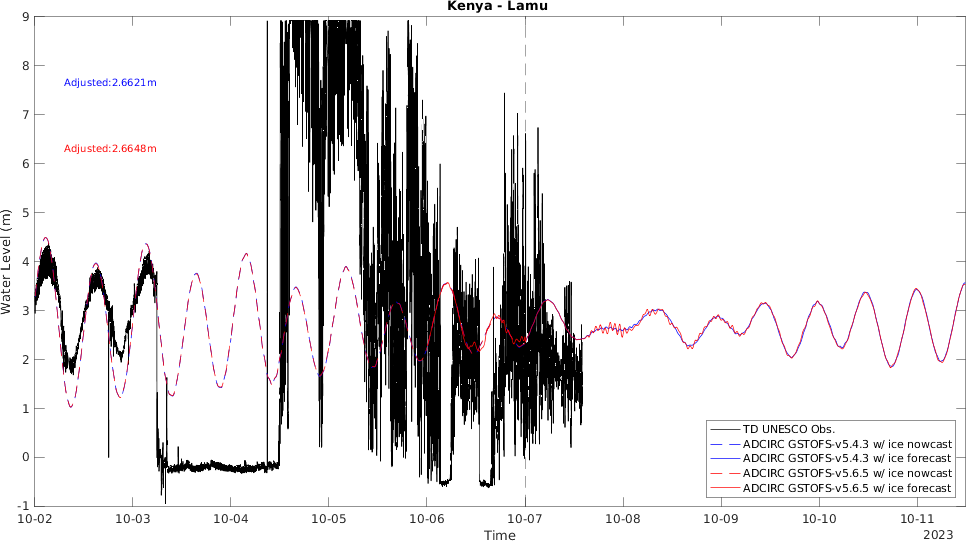 Kenya - Lamu
9
8
7
6
5
4
3
2
1
0
-1
Water Level (m)
Adjusted:2.6621m
Adjusted:2.6648m
TD UNESCO Obs.
ADCIRC GSTOFS-v5.4.3 w/ ice nowcast
ADCIRC GSTOFS-v5.4.3 w/ ice forecast
ADCIRC GSTOFS-v5.6.5 w/ ice nowcast
ADCIRC GSTOFS-v5.6.5 w/ ice forecast
10-02 10-03 10-04 10-05 10-06 10-07 10-08 10-09 10-10 10-11
Time
2023